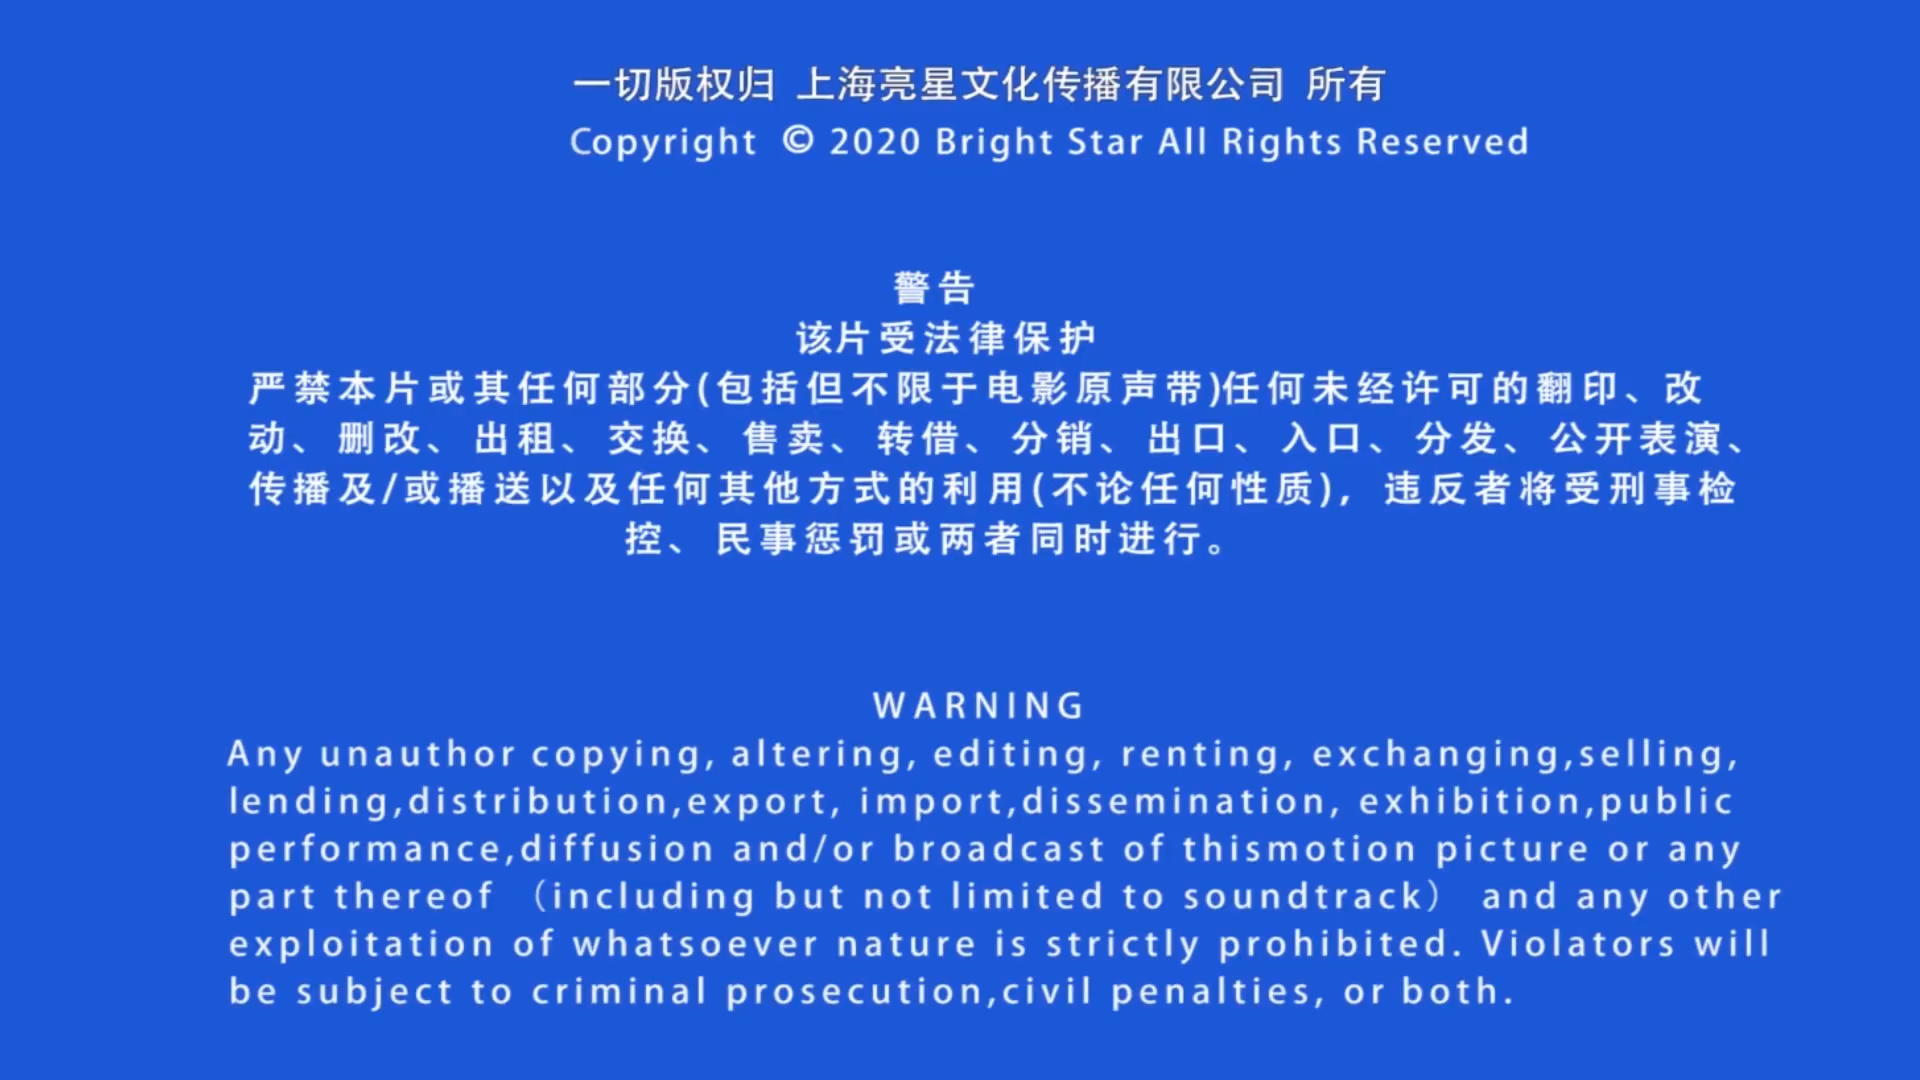 一切版权归 上海亮星文化传播有限公司 所有
Copyright © 2020 Bright Star All Rights Reserved
警告
该片受法律保护
严禁本片或其任何部分(包括但不限于电影原声带)任何未经许可的翻印、改
动、删改、出租、交换、售卖、转借、分销、出口、入口、分发、公开表演、
传播及/或播送以及任何其他方式的利用(不论任何性质), 违反者将受刑事检
控、民事惩罚或两者同时进行。
WARNING
Any unauthor copying, altering, editing, renting, exchanging,selling,
lending,distribution,export, import,dissemination, exhibition,public
performance,diffusion and/or broadcast of thismotion picture or any
part thereof （including but not limited to soundtrack） and any other
exploitation of whatsoever nature is strictly prohibited. Violators will
be subject to criminal prosecution,civil penalties, or both.